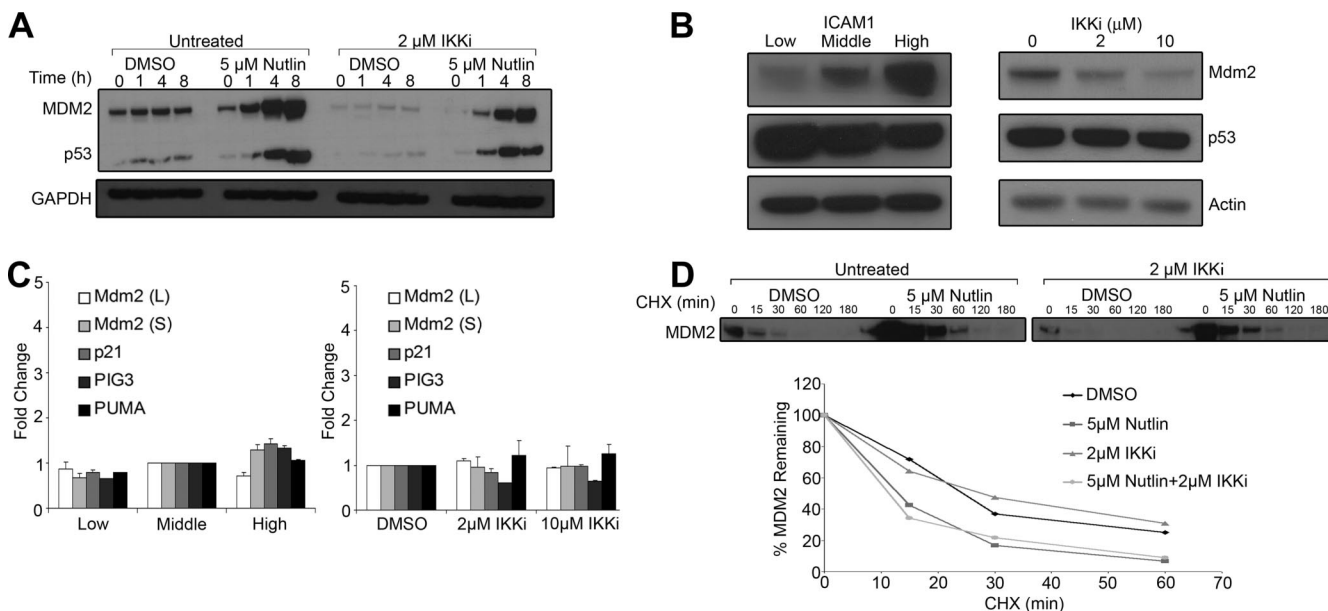 A
Untreated 2 µM IKKi
DMSO 5 µM Nutlin DMSO 5 µM Nutlin
Time (h) 0 1 4 8 0 1 4 8 0 1 4 8 0 1 4 8
MDM2
p53
GAPDH
B
ICAM1
Low Middle High
IKKi (µM)
0 2 10
Mdm2
p53
Actin
C
Fold Change
5
4
3
2
1
0
Mdm2 (L)
Mdm2 (S)
p21
PIG3
PUMA
Low Middle High
Fold Change
5
4
3
2
1
0
Mdm2 (L)
Mdm2 (S)
p21
PIG3
PUMA
DMSO 2µM IKKi 10µM IKKi
D
Untreated 2 µM IKKi
DMSO 5 µM Nutlin DMSO 5 µM Nutlin
CHX (min) 0 15 30 60 120 180 0 15 30 60 120 180 0 15 30 60 120 180 0 15 30 60 120 180
MDM2
% MDM2 Remaining
120
100
80
60
40
20
0
DMSO
5µM Nutlin
2µM IKKi
5µM Nutlin+2µM IKKi
0 10 20 30 40 50 60 70
CHX (min)